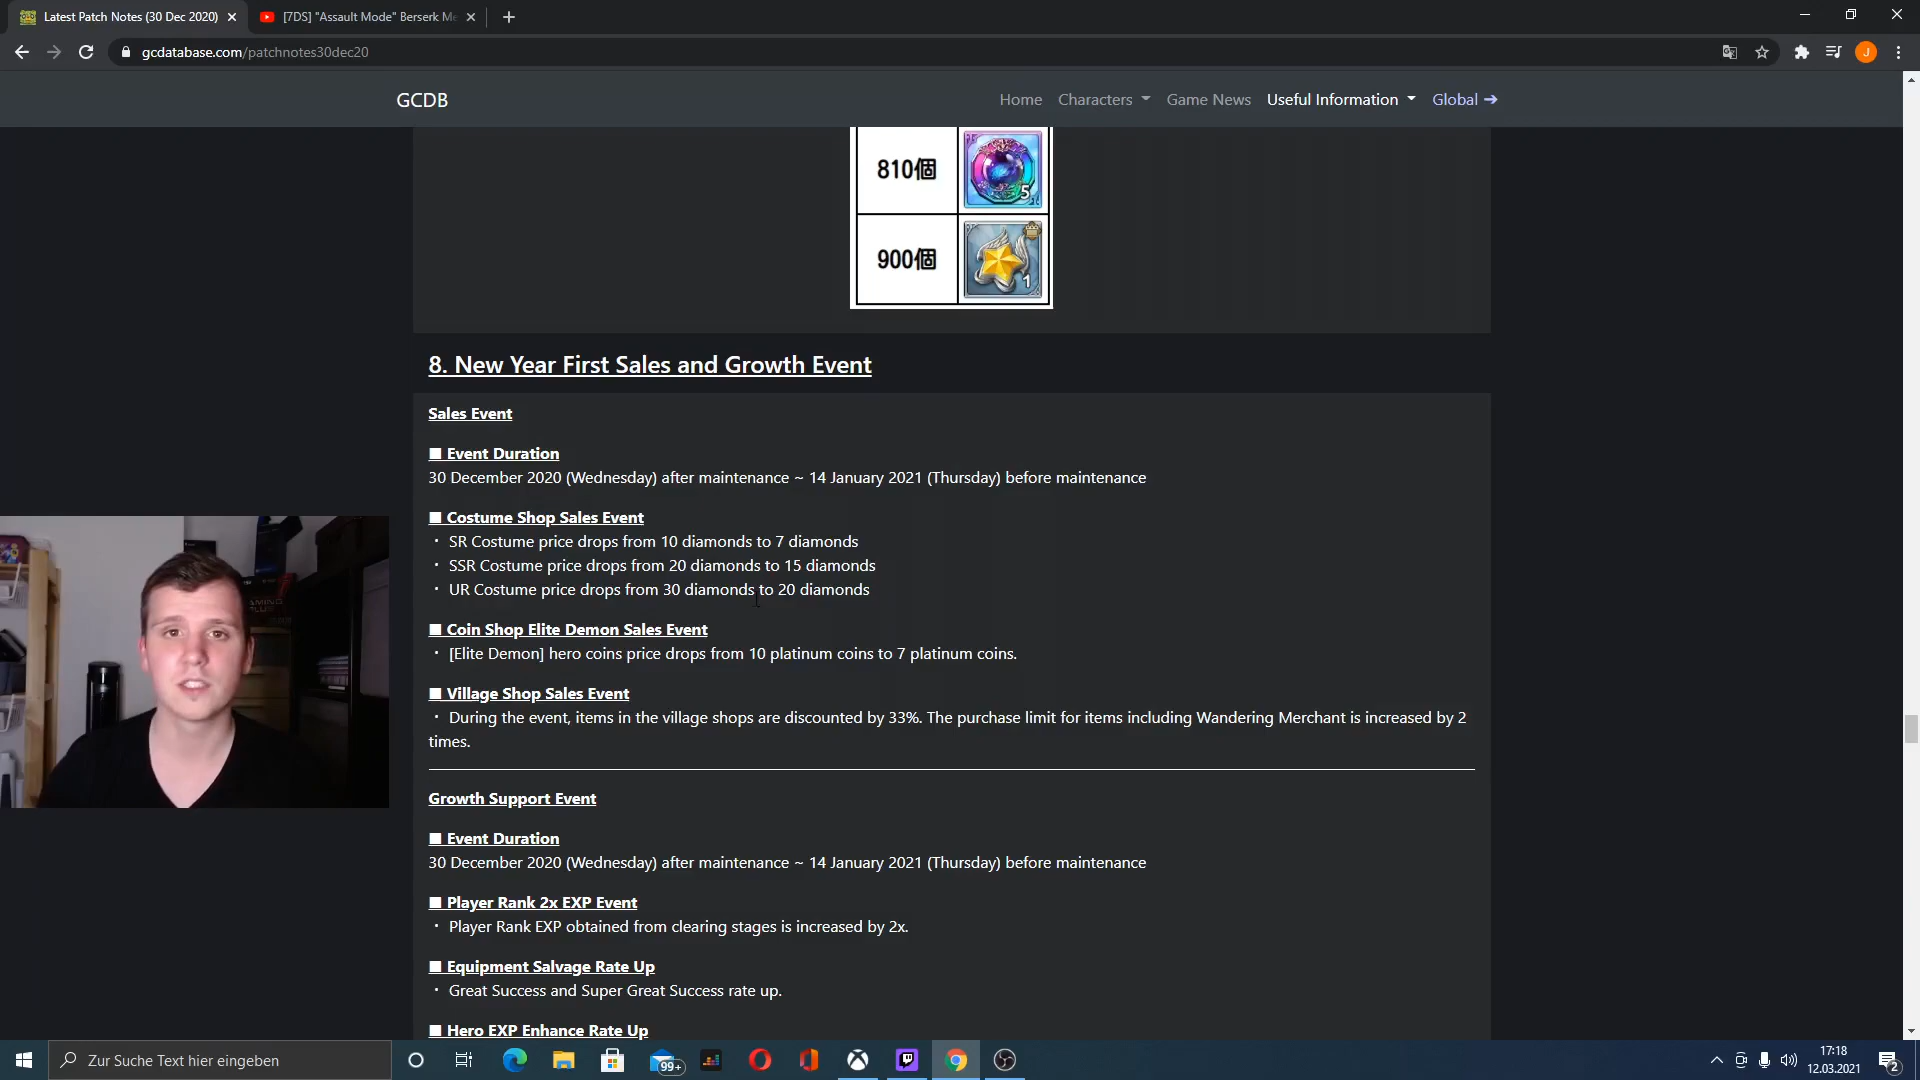 Latest Patch Notes (30 Dec 2020)
[7DS] "Assault Mode" Berserk Me
gcdatabase.com/patchnotes30dec20
J
GCDB
Home
Characters
Game News
Useful Information
Global
810個
5
900個
1
8. New Year First Sales and Growth Event
Sales Event
■ Event Duration
30 December 2020 (Wednesday) after maintenance ~ 14 January 2021 (Thursday) before maintenance
■ Costume Shop Sales Event
・ SR Costume price drops from 10 diamonds to 7 diamonds
・ SSR Costume price drops from 20 diamonds to 15 diamonds
・ UR Costume price drops from 30 diamonds to 20 diamonds
■ Coin Shop Elite Demon Sales Event
・ [Elite Demon] hero coins price drops from 10 platinum coins to 7 platinum coins.
■ Village Shop Sales Event
・ During the event, items in the village shops are discounted by 33%. The purchase limit for items including Wandering Merchant is increased by 2
times.
Growth Support Event
■ Event Duration
30 December 2020 (Wednesday) after maintenance ~ 14 January 2021 (Thursday) before maintenance
■ Player Rank 2x EXP Event
・ Player Rank EXP obtained from clearing stages is increased by 2x.
■ Equipment Salvage Rate Up
・ Great Success and Super Great Success rate up.
■ Hero EXP Enhance Rate Up
Zur Suche Text hier eingeben
99+
17:18
12.03.2021
2